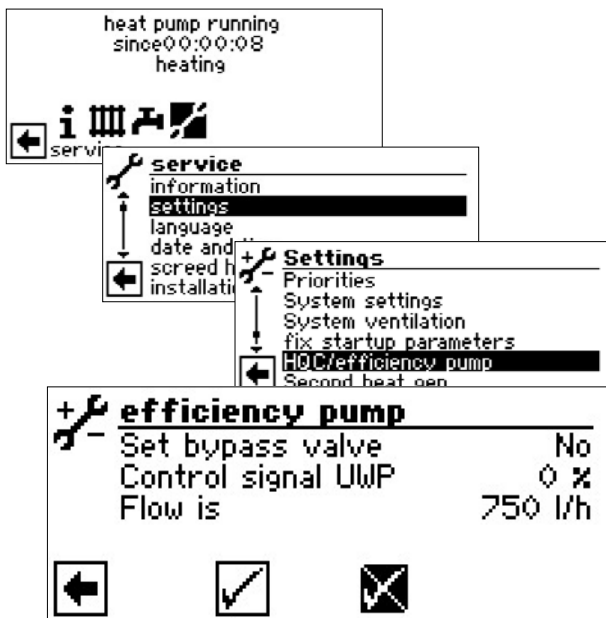 heat pump running
since00:00:08
heating
service
information
settings
language
date and
screed h
installati
Settings
Priorities
System settings
System ventilation
fix startup parameters
HQC/efficiency pump
Second heat gen
efficiency pump
Set bypass valve No
Control signal UWP 0 %
Flow is 750 l/h